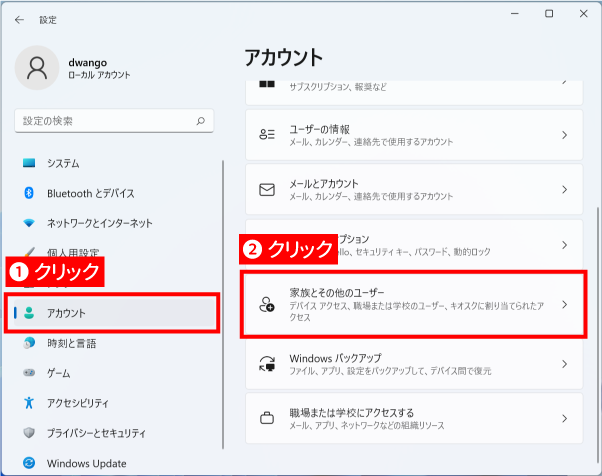 設定
dwango
ローカル アカウント
設定の検索
システム
Bluetooth とデバイス
ネットワークとインターネット
個人用設定
❶ クリック
アカウント
時刻と言語
ゲーム
アクセシビリティ
プライバシーとセキュリティ
Windows Update
アカウント
サブスクリプション、報奨など
ユーザーの情報
メール、カレンダー、連絡先で使用するアカウント
メールとアカウント
メール、カレンダー、連絡先で使用するアカウント
❷ クリック
プション
llo、セキュリティ キー、パスワード、動的ロック
家族とその他のユーザー
デバイス アクセス、職場または学校のユーザー、キオスクに割り当てられたア
クセス
Windows バックアップ
ファイル、アプリ、設定をバックアップして、デバイス間で復元
職場または学校にアクセスする
メール、アプリ、ネットワークなどの組織リソース